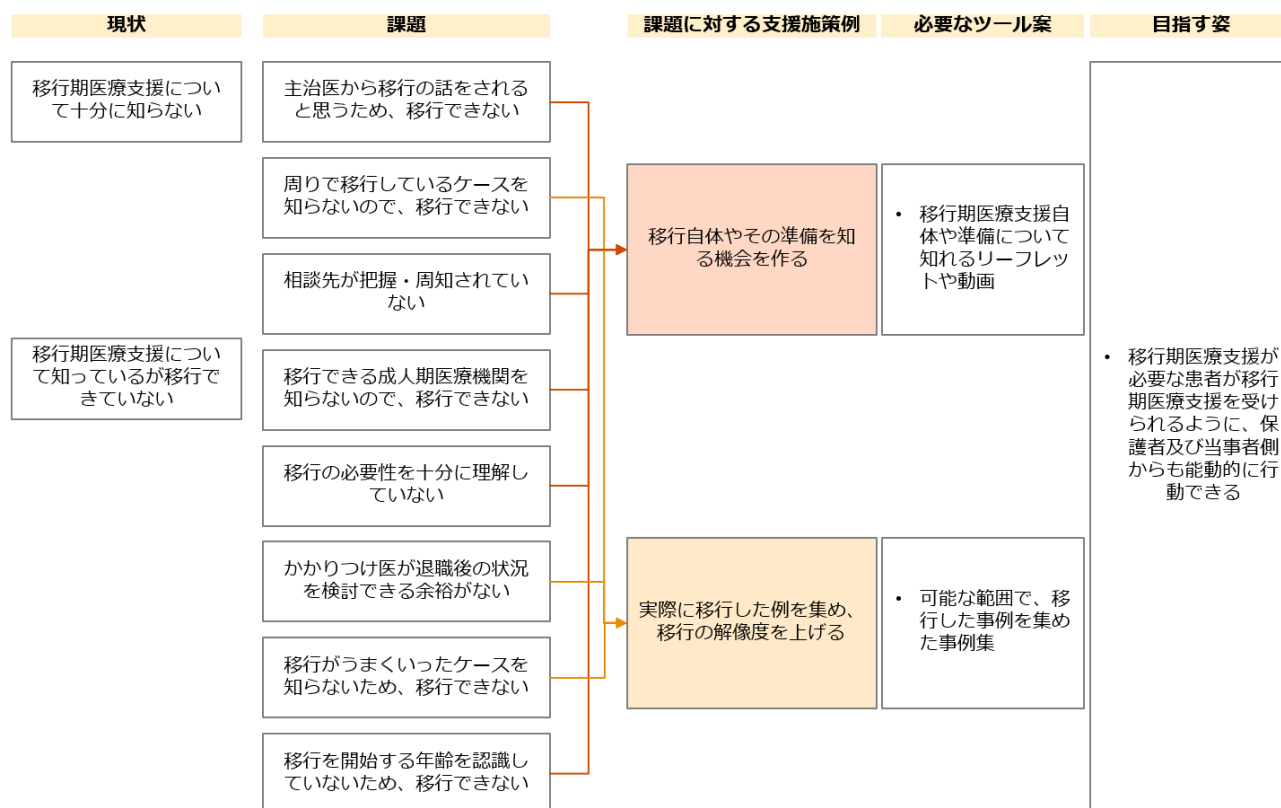 現状
課題
課題に対する支援施策例
必要なツール案
目指す姿
移行期医療支援につい
て十分に知らない
移行期医療支援につい
て知っているが移行で
きていない
主治医から移行の話をされる
と思うため、移行できない
周りで移行しているケースを
知らないので、移行できない
相談先が把握・周知されてい
ない
移行できる成人期医療機関を
知らないので、移行できない
移行の必要性を十分に理解し
ていない
かかりつけ医が退職後の状況
を検討できる余裕がない
移行がうまくいったケースを
知らないため、移行できない
移行を開始する年齢を認識し
ていないため、移行できない
移行自体やその準備を知
る機会を作る
実際に移行した例を集め、
移行の解像度を上げる
• 移行期医療支援自
体や準備について
知れるリーフレッ
トや動画
• 可能な範囲で、移
行した事例を集め
た事例集
• 移行期医療支援が
必要な患者が移行
期医療支援を受け
られるように、保
護者及び当事者側
からも能動的に行
動できる